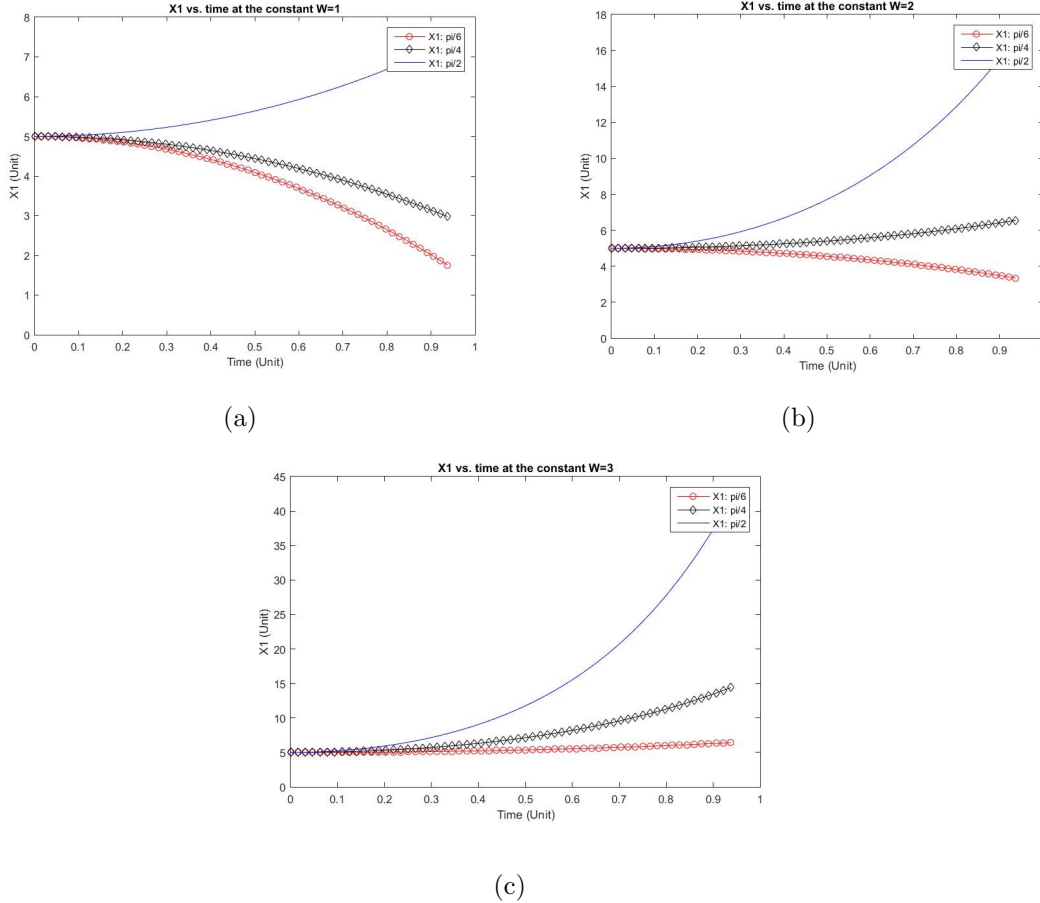 X1 vs. time at the constant W=1
X1 (Unit)
8
7
6
5
4
3
2
1
0
X1: pi/6
X1: pi/4
X1: pi/2
0 0.1 0.2 0.3 0.4 0.5 0.6 0.7 0.8 0.9 1
Time (Unit)
(a)
X1 vs. time at the constant W=2
X1 (Unit)
18
16
14
12
10
8
6
4
2
0
X1: pi/6
X1: pi/4
X1: pi/2
0 0.1 0.2 0.3 0.4 0.5 0.6 0.7 0.8 0.9
Time (Unit)
(b)
X1 vs. time at the constant W=3
X1 (Unit)
45
40
35
30
25
20
15
10
5
0
X1: pi/6
X1: pi/4
X1: pi/2
0 0.1 0.2 0.3 0.4 0.5 0.6 0.7 0.8 0.9 1
Time (Unit)
(c)